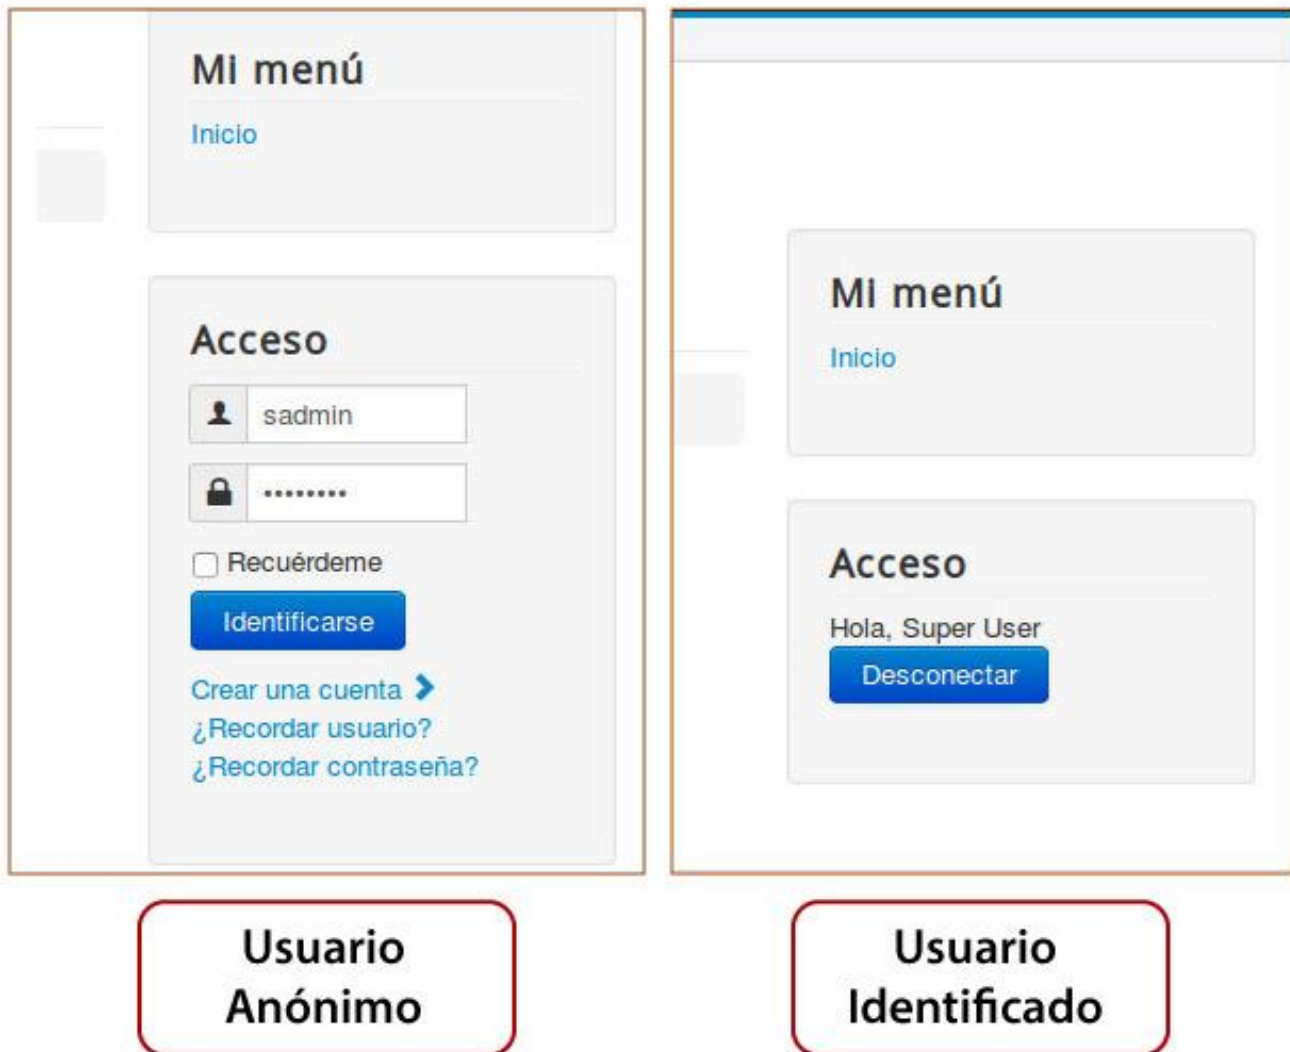 Mi menú
Inicio
Acceso
sadmin
••••••••
Recuérdeme
Identificarse
Crear una cuenta
¿Recordar usuario?
¿Recordar contraseña?
Usuario
Anónimo
Mi menú
Inicio
Acceso
Hola, Super User
Desconectar
Usuario
Identificado